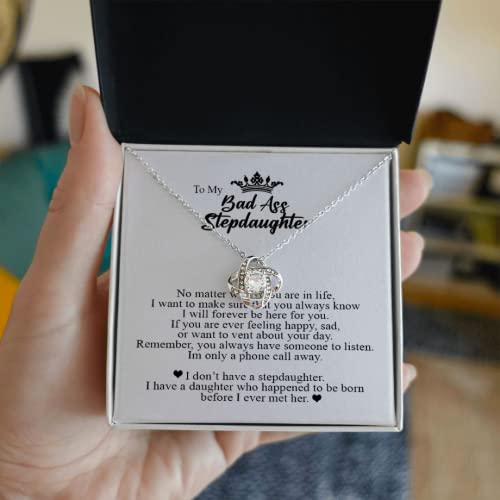 To My
Bad Ass
Stepdaughter
No matter you are in life,
I want to make sure that you always know
I will forever be here for you.
If you are ever feeling happy, sad,
or want to vent about your day.
Remember, you always have someone to listen.
Im only a phone call away.
❤ I don't have a stepdaughter.
I have a daughter who happened to be born
before I ever met her. ❤